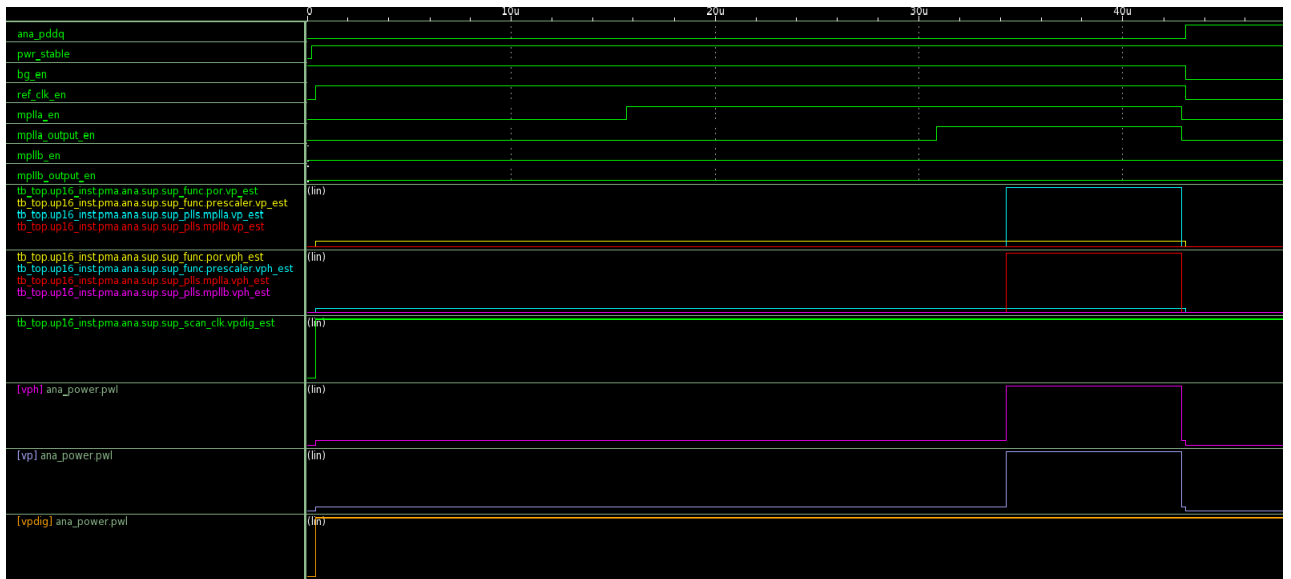 0 10u 20u 30u 40u
ana_pddq
pwr_stable
bg_en
ref_clk_en
mplla_en
mplla_output_en
mpllb_en
mpllb_output_en
tb_top.up16_inst.pma.ana.sup.sup_func.por.vp_est (lin)
tb_top.up16_inst.pma.ana.sup.sup_func.prescaler.vp_est
tb_top.up16_inst.pma.ana.sup.sup_plls.mplla.vp_est
tb_top.up16_inst.pma.ana.sup.sup_plls.mpllb.vp_est
tb_top.up16_inst.pma.ana.sup.sup_func.por.vph_est (lin)
tb_top.up16_inst.pma.ana.sup.sup_func.prescaler.vph_est
tb_top.up16_inst.pma.ana.sup.sup_plls.mplla.vph_est
tb_top.up16_inst.pma.ana.sup.sup_plls.mpllb.vph_est
tb_top.up16_inst.pma.ana.sup.sup_scan_clk.vpdig_est (lin)
[vph] ana_power.pwl (lin)
[vp] ana_power.pwl (lin)
[vpdig] ana_power.pwl (lin)